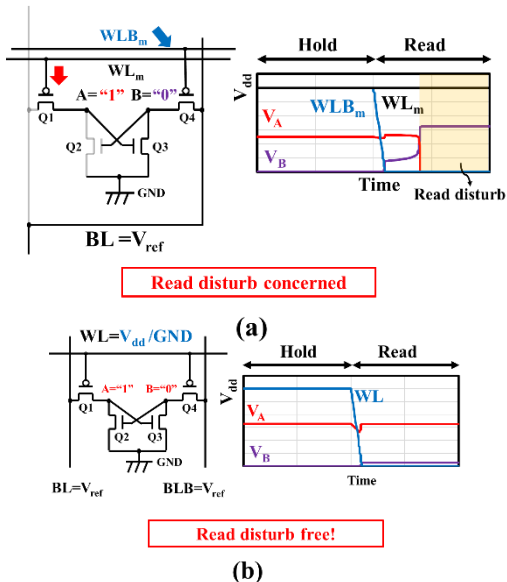 WLBm
WLm
A="1" B="0"
Q1
Q4
Q2
Q3
GND
BL =Vref
Hold
Read
Vdd
WLBm
WLm
VA
VB
Time
Read disturb
Read disturb concerned
(a)
WL=Vdd/GND
A="1"
B="0"
Q1
Q4
Q2
Q3
GND
BL=Vref
BLB=Vref
Hold
Read
Vdd
WL
VA
VB
Time
Read disturb free!
(b)